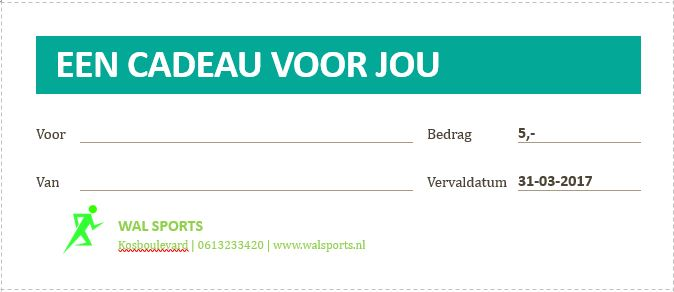 EEN CADEAU VOOR JOU
Voor Bedrag 5,-
Van Vervaldatum 31-03-2017
WAL SPORTS
Kosboulevard | 0613233420 | www.walsports.nl